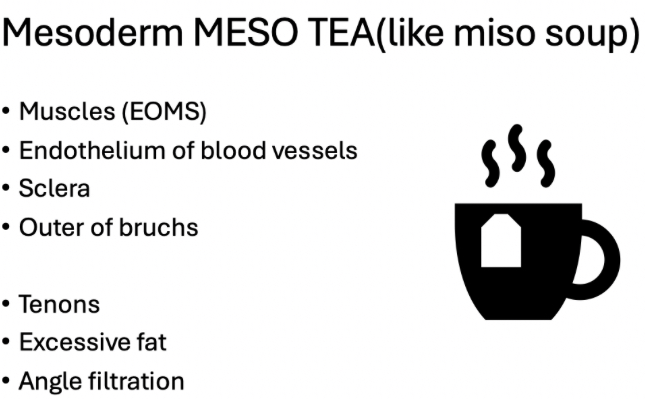 Mesoderm MESO TEA(like miso soup)
• Muscles (EOMS)
• Endothelium of blood vessels
• Sclera
• Outer of bruchs
• Tenons
• Excessive fat
• Angle filtration